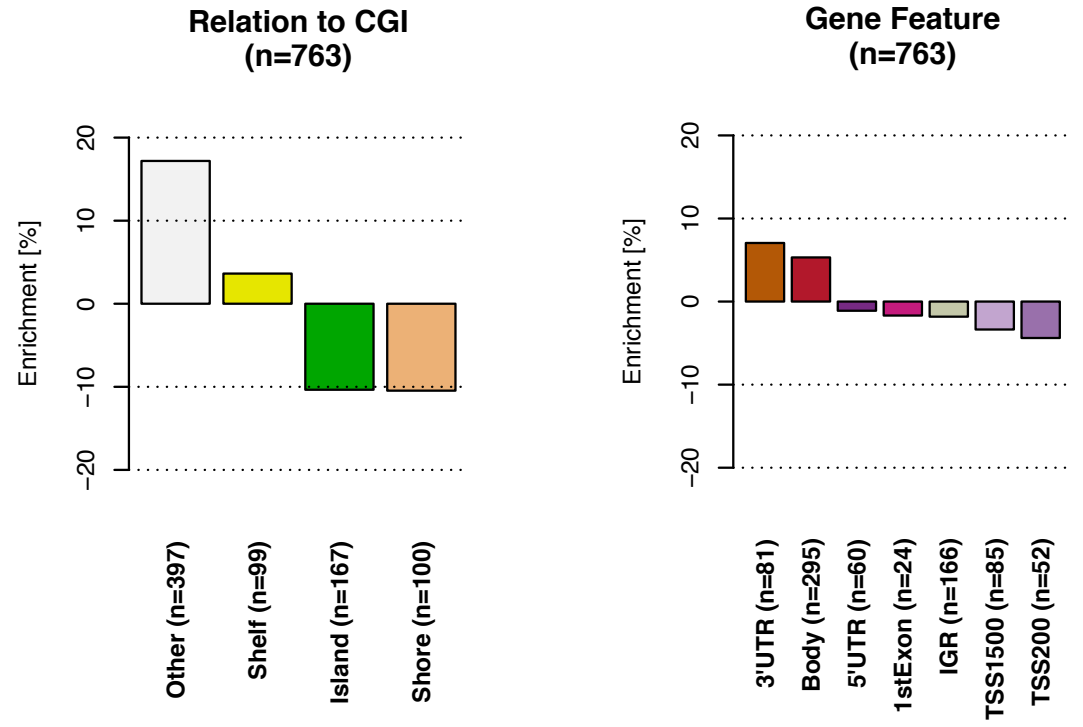 Relation to CGI
(n=763)
Enrichment [%]
20
10
0
−10
−20
Other (n=397)
Shelf (n=99)
Island (n=167)
Shore (n=100)
Gene Feature
(n=763)
Enrichment [%]
20
10
0
−10
−20
3'UTR (n=81)
Body (n=295)
5'UTR (n=60)
1stExon (n=24)
IGR (n=166)
TSS1500 (n=85)
TSS200 (n=52)